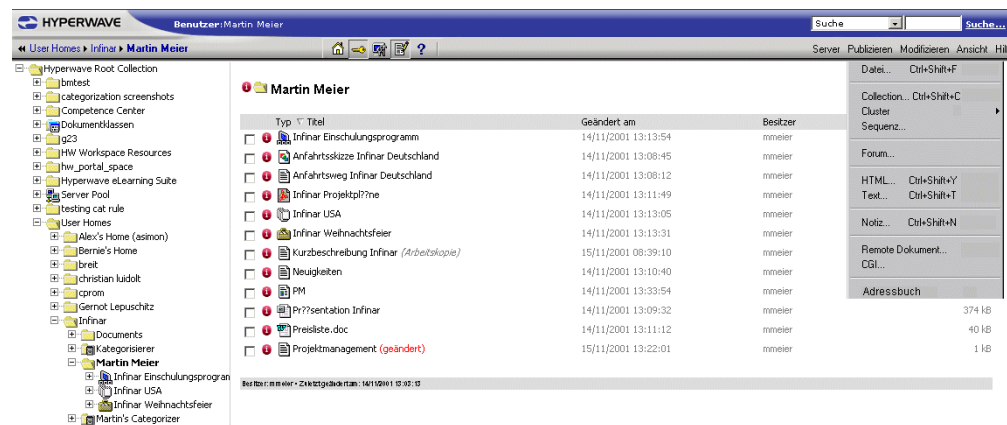 HYPERWAVE Benutzer:Martin Meier Suche Suche...
User Homes Infinar Martin Meier ? Server Publizieren Modifizieren Ansicht Hil
Hyperwave Root Collection
bmtest
categorization screenshots
Competence Center
Dokumentklassen
g23
HW Workspace Resources
hw_portal_space
Hyperwave eLearning Suite
Server Pool
testing cat rule
User Homes
Alex's Home (asimon)
Bernie's Home
breit
christian luidolt
cprom
Gernot Lepuschitz
Infinar
Documents
Kategorisierer
Martin Meier
Infinar Einschulungsprogran
Infinar USA
Infinar Weihnachtsfeier
Martin's Categorizer
Martin Meier
Typ Titel Geändert am Besitzer
Infinar Einschulungsprogramm 14/11/2001 13:13:54 mmeier
Anfahrtsskizze Infinar Deutschland 14/11/2001 13:08:45 mmeier
Anfahrtsweg Infinar Deutschland 14/11/2001 13:08:12 mmeier
Infinar Projektpl??ne 14/11/2001 13:11:49 mmeier
Infinar USA 14/11/2001 13:13:05 mmeier
Infinar Weihnachtsfeier 14/11/2001 13:13:31 mmeier
Kurzbeschreibung Infinar (Arbeitskopie) 15/11/2001 08:39:10 mmeier
Neuigkeiten 14/11/2001 13:10:40 mmeier
PM 14/11/2001 13:33:54 mmeier
Pr??sentation Infinar 14/11/2001 13:09:32 mmeier 374 kB
Preisliste.doc 14/11/2001 13:11:12 mmeier 40 kB
Projektmanagement (geändert) 15/11/2001 13:22:01 mmeier 1 kB
Besitzer: mmeier • Zuletzt geändert am: 14/11/2001 13:03:13
Datei... Ctrl+Shift+F
Collection... Ctrl+Shift+C
Cluster
Sequenz...
Forum...
HTML... Ctrl+Shift+Y
Text... Ctrl+Shift+T
Notiz... Ctrl+Shift+N
Remote Dokument...
CGI...
Adressbuch